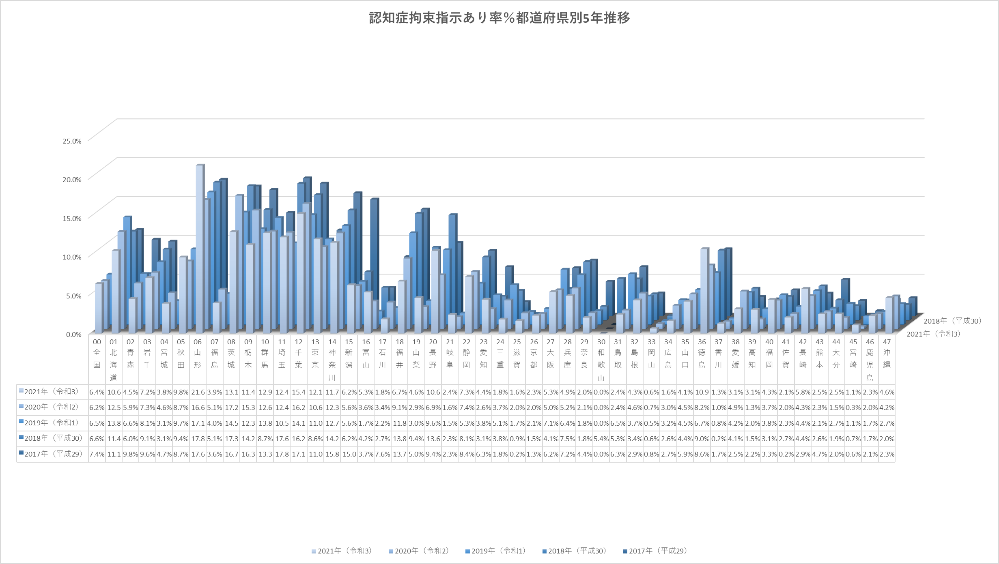 認知症拘束指示あり率％都道府県別5年推移
25.0%
20.0%
15.0%
10.0%
5.0%
0.0%
2018年（平成30）
2021年（令和3）
00 01 02 03 04 05 06 07 08 09 10 11 12 13 14 15 16 17 18 19 20 21 22 23 24 25 26 27 28 29 30 31 32 33 34 35 36 37 38 39 40 41 42 43 44 45 46 47
全国 北海道 青森 岩手 宮城 秋田 山形 福島 茨城 栃木 群馬 埼玉 千葉 東京 神奈川 新潟 富山 石川 福井 山梨 長野 岐阜 静岡 愛知 三重 滋賀 京都 大阪 兵庫 奈良 和歌山 鳥取 島根 岡山 広島 山口 徳島 香川 愛媛 高知 福岡 佐賀 長崎 熊本 大分 宮崎 鹿児島 沖縄
2021年（令和3） 6.4% 10.6 4.5% 7.2% 3.8% 9.8% 21.6 3.9% 13.1 11.4 12.9 12.4 15.4 12.1 11.7 6.2% 5.3% 1.8% 6.7% 4.6% 10.6 2.4% 7.3% 4.4% 1.8% 1.6% 2.3% 5.3% 4.9% 2.0% 0.0% 2.4% 4.3% 0.6% 1.6% 4.1% 10.9 1.3% 3.1% 3.1% 4.3% 2.1% 5.8% 2.5% 2.5% 1.1% 2.3% 4.6%
2020年（令和2） 6.2% 12.5 5.9% 7.3% 4.6% 8.7% 16.6 5.1% 17.2 15.3 12.6 12.4 16.2 10.6 12.3 5.6% 3.6% 3.4% 9.1% 2.9% 6.9% 1.6% 7.4% 2.6% 3.7% 2.0% 2.0% 5.0% 5.2% 2.1% 0.0% 2.4% 4.6% 0.7% 3.0% 4.5% 8.2% 1.0% 4.9% 1.3% 3.7% 2.0% 4.3% 2.3% 1.5% 0.3% 2.0% 4.2%
2019年（令和1） 6.5% 13.8 6.6% 8.1% 3.1% 9.7% 17.1 4.0% 14.5 12.3 13.8 10.5 14.1 11.0 12.7 5.6% 1.7% 2.2% 11.8 3.0% 9.6% 1.5% 5.3% 3.8% 5.1% 1.7% 2.1% 7.1% 6.4% 1.8% 0.0% 6.5% 3.7% 0.5% 3.2% 4.5% 6.7% 0.8% 4.2% 2.0% 3.8% 2.3% 4.4% 2.1% 2.7% 1.1% 1.7% 2.7%
2018年（平成30） 6.6% 11.4 6.0% 9.1% 3.1% 9.4% 17.8 5.1% 17.3 14.2 8.7% 17.6 16.2 8.6% 14.2 6.2% 4.2% 2.7% 13.8 9.4% 13.6 2.3% 8.1% 3.1% 3.8% 0.9% 1.5% 4.1% 7.5% 1.8% 5.4% 5.3% 3.4% 0.6% 2.6% 4.4% 9.0% 0.2% 4.1% 1.5% 3.1% 2.7% 4.4% 2.6% 1.9% 0.7% 1.7% 2.0%
2017年（平成29） 7.4% 11.1 9.8% 9.6% 4.7% 8.7% 17.6 3.6% 16.7 16.3 13.3 17.8 17.1 11.0 15.8 15.0 3.7% 7.6% 13.7 5.0% 9.4% 2.3% 8.4% 6.3% 1.8% 0.2% 1.3% 6.2% 7.2% 4.4% 0.0% 6.3% 2.9% 0.8% 2.7% 5.9% 8.6% 1.7% 2.5% 2.2% 3.3% 0.2% 2.9% 4.7% 2.0% 0.6% 2.1% 2.3%
2021年（令和3） 2020年（令和2） 2019年（令和1） 2018年（平成30） 2017年（平成29）